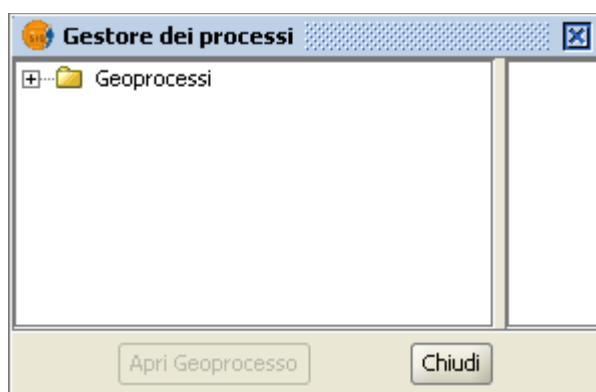 Gestore dei processi
Geoprocessi
Apri Geoprocesso
Chiudi